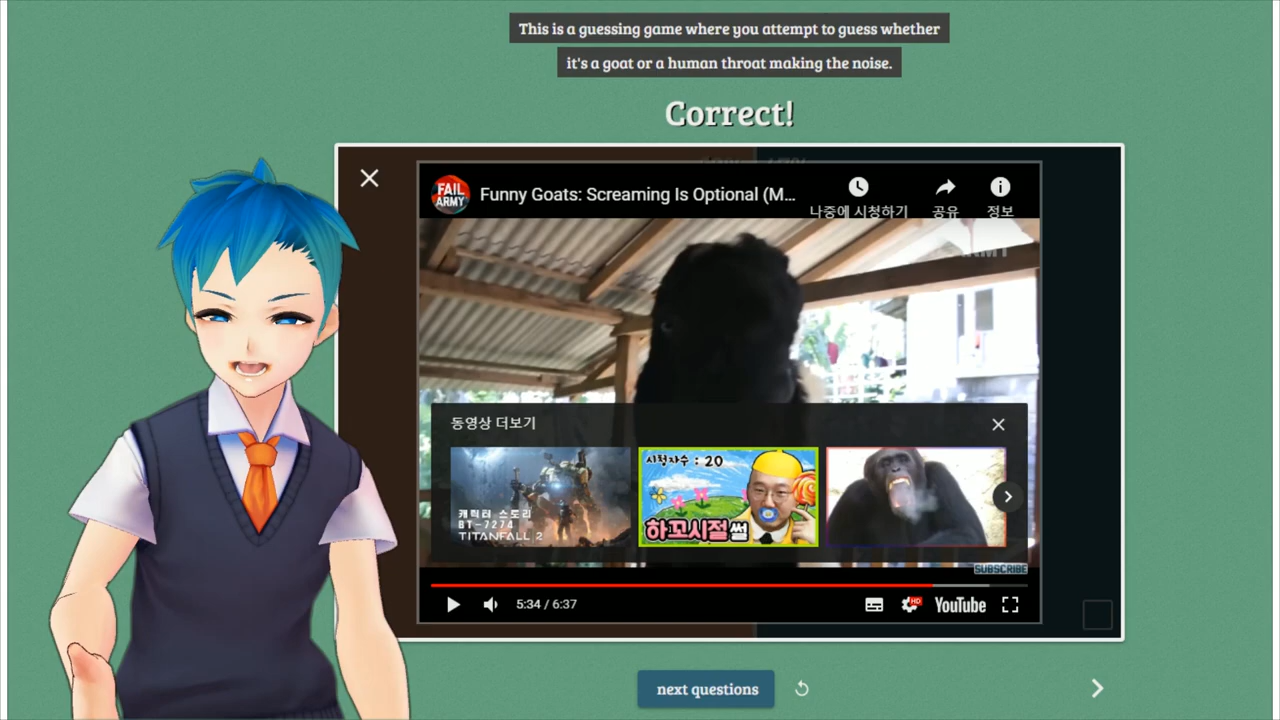 This is a guessing game where you attempt to guess whether
it's a goat or a human throat making the noise.
Correct!
FAIL
ARMY
Funny Goats: Screaming Is Optional (M...
나중에 시청하기
공유
정보
동영상 더보기
캐릭터 스토리
BT-7274
TITANFALL 2
시청자수 : 20
하꼬시절썰
SUBSCRIBE
5:34 / 6:37
HD
YouTube
next questions